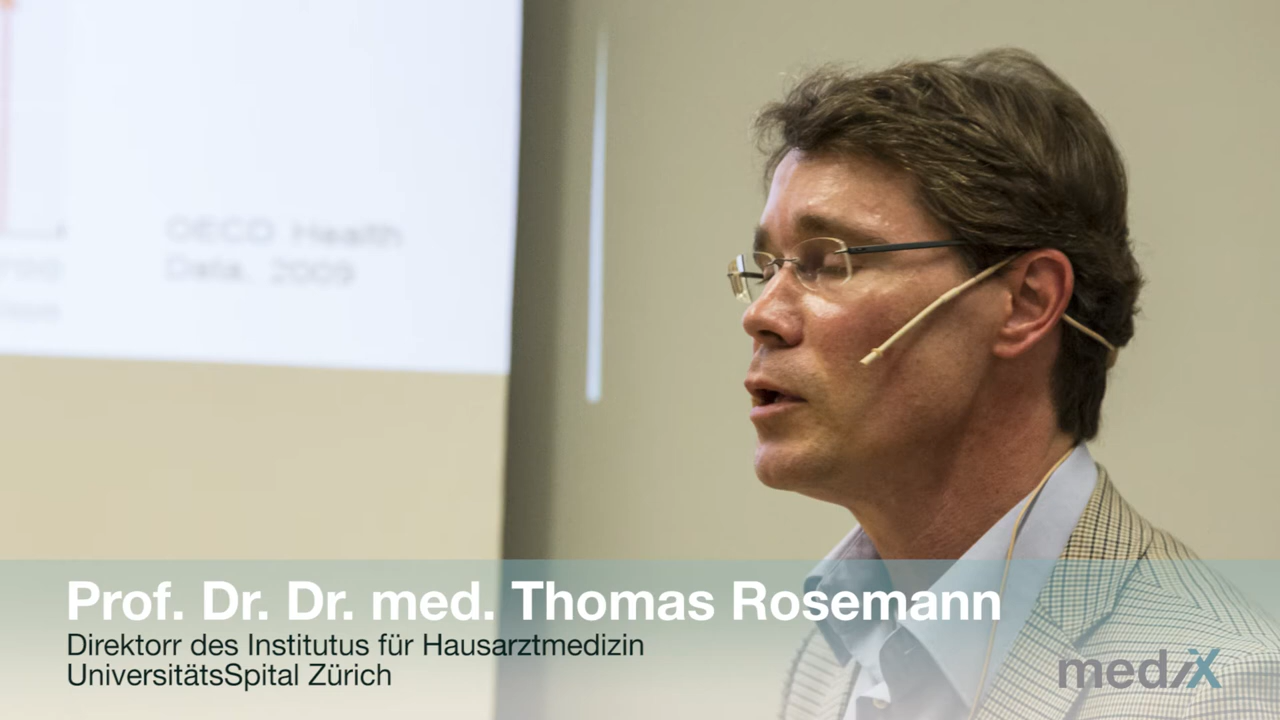 OECD Health
Data, 2009
Prof. Dr. Dr. med. Thomas Rosemann
Direktorr des Institutus für Hausarztmedizin
UniversitätsSpital Zürich
mediX